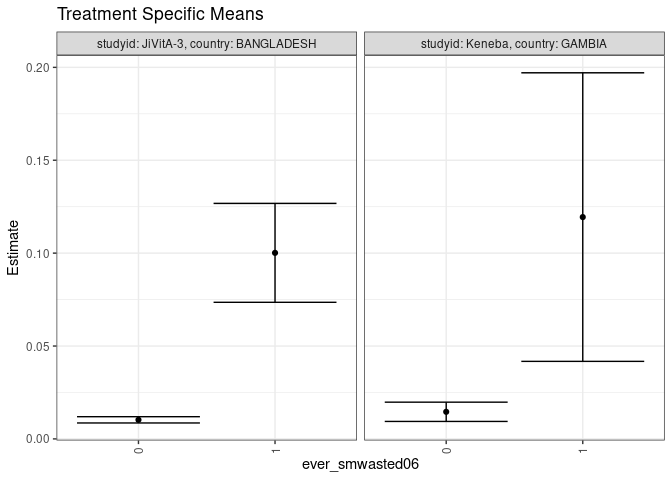 Treatment Specific Means
studyid: JiVitA-3, country: BANGLADESH
studyid: Keneba, country: GAMBIA
0.20
0.15
0.10
0.05
0.00
Estimate
0
1
0
1
ever_smwasted06